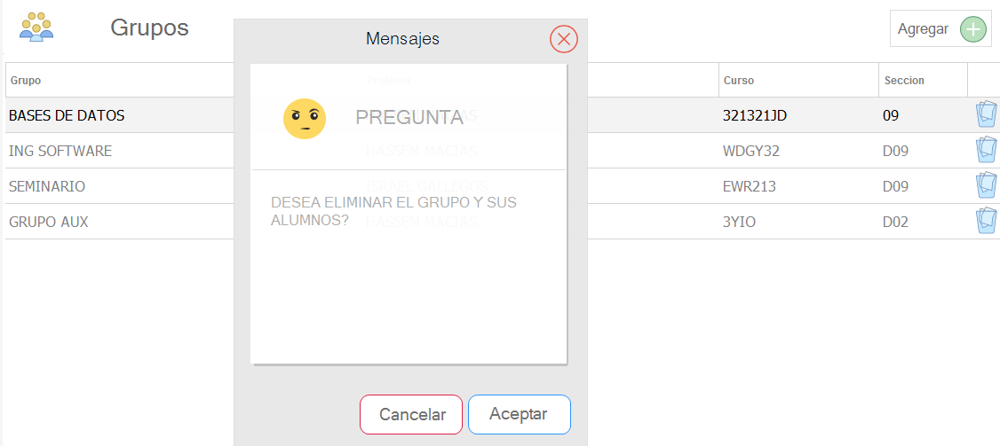 Grupos
Agregar
Mensajes
Grupo Profesor Curso Seccion
PREGUNTA
BASES DE DATOS 321321JD 09
ING SOFTWARE HASSEM MACIAS WDGY32 D09
SEMINARIO ISRAEL GALLEGOS EWR213 D09
DESEA ELIMINAR EL GRUPO Y SUS
ALUMNOS?
GRUPO AUX HASSEM MACIAS 3YIO D02
Cancelar Aceptar